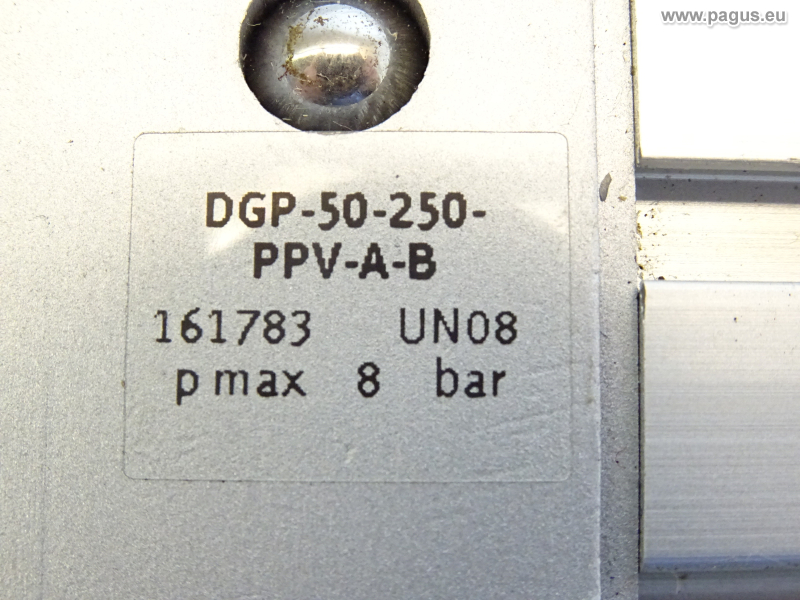 www.pagus.eu
DGP-50-250-
PPV-A-B
161783 UN08
p max 8 bar